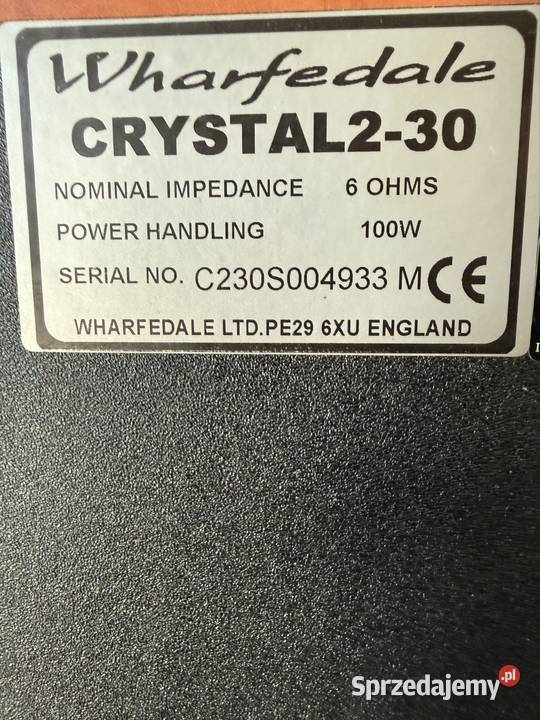 Wharfedale
CRYSTAL2-30
NOMINAL IMPEDANCE 6 OHMS
POWER HANDLING 100W
SERIAL NO. C230S004933 M CE
WHARFEDALE LTD.PE29 6XU ENGLAND
Sprzedajemy.pl